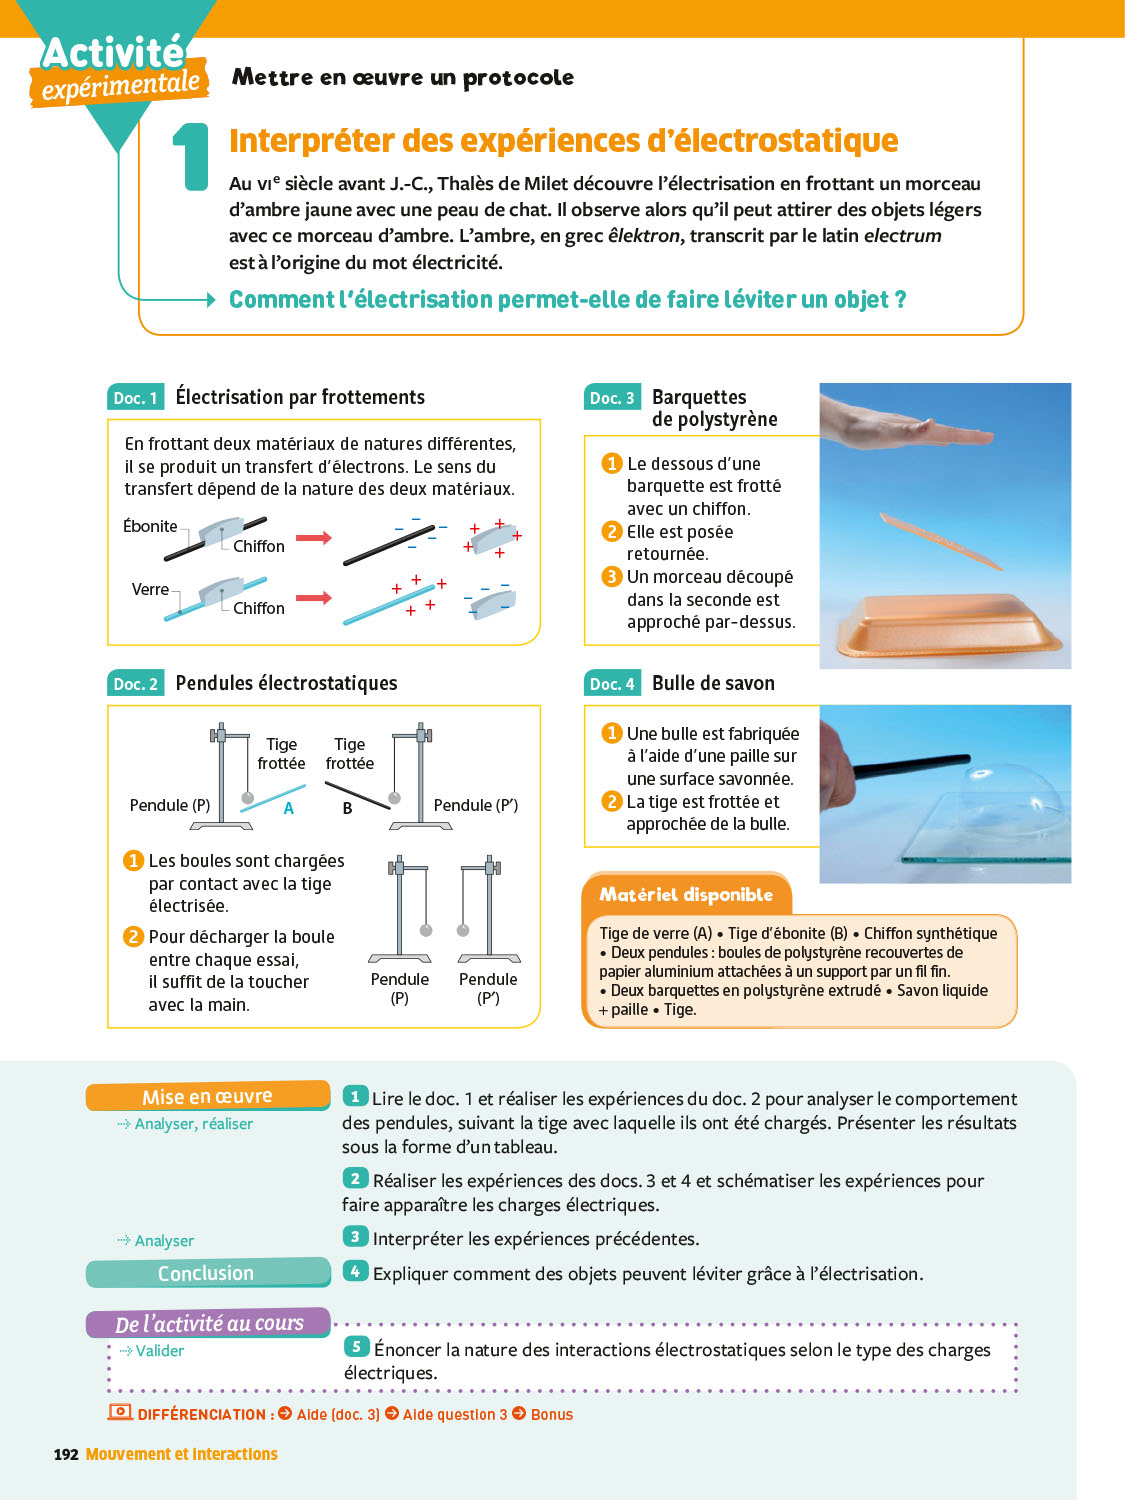 Activité
expérimentale
Mettre en œuvre un protocole
1
Interpréter des expériences d'électrostatique
Au VIe siècle avant J.-C., Thalès de Milet découvre l'électrisation en frottant un morceau
d'ambre jaune avec une peau de chat. Il observe alors qu'il peut attirer des objets légers
avec ce morceau d'ambre. L'ambre, en grec êlektron, transcrit par le latin electrum
est à l'origine du mot électricité.
Comment l'électrisation permet-elle de faire léviter un objet ?
Doc. 1 Électrisation par frottements
En frottant deux matériaux de natures différentes,
il se produit un transfert d'électrons. Le sens du
transfert dépend de la nature des deux matériaux.
Ébonite
Chiffon
Verre
Chiffon
Doc. 2 Pendules électrostatiques
Tige
frottée
Tige
frottée
Pendule (P)
A
B
Pendule (P')
1 Les boules sont chargées
par contact avec la tige
électrisée.
2 Pour décharger la boule
entre chaque essai,
il suffit de la toucher
avec la main.
Pendule
(P)
Pendule
(P')
Doc. 3 Barquettes
de polystyrène
1 Le dessous d'une
barquette est frotté
avec un chiffon.
2 Elle est posée
retournée.
3 Un morceau découpé
dans la seconde est
approché par-dessus.
Doc. 4 Bulle de savon
1 Une bulle est fabriquée
à l'aide d'une paille sur
une surface savonnée.
2 La tige est frottée et
approchée de la bulle.
Matériel disponible
Tige de verre (A) • Tige d'ébonite (B) • Chiffon synthétique
• Deux pendules : boules de polystyrène recouvertes de
papier aluminium attachées à un support par un fil fin.
• Deux barquettes en polystyrène extrudé • Savon liquide
+ paille • Tige.
Mise en œuvre
Analyser, réaliser
1 Lire le doc. 1 et réaliser les expériences du doc. 2 pour analyser le comportement
des pendules, suivant la tige avec laquelle ils ont été chargés. Présenter les résultats
sous la forme d'un tableau.
2 Réaliser les expériences des docs. 3 et 4 et schématiser les expériences pour
faire apparaître les charges électriques.
Analyser
3 Interpréter les expériences précédentes.
Conclusion
4 Expliquer comment des objets peuvent léviter grâce à l'électrisation.
De l'activité au cours
Valider
5 Énoncer la nature des interactions électrostatiques selon le type des charges
électriques.
DIFFÉRENCIATION : Aide (doc. 3) Aide question 3 Bonus
192 Mouvement et interactions